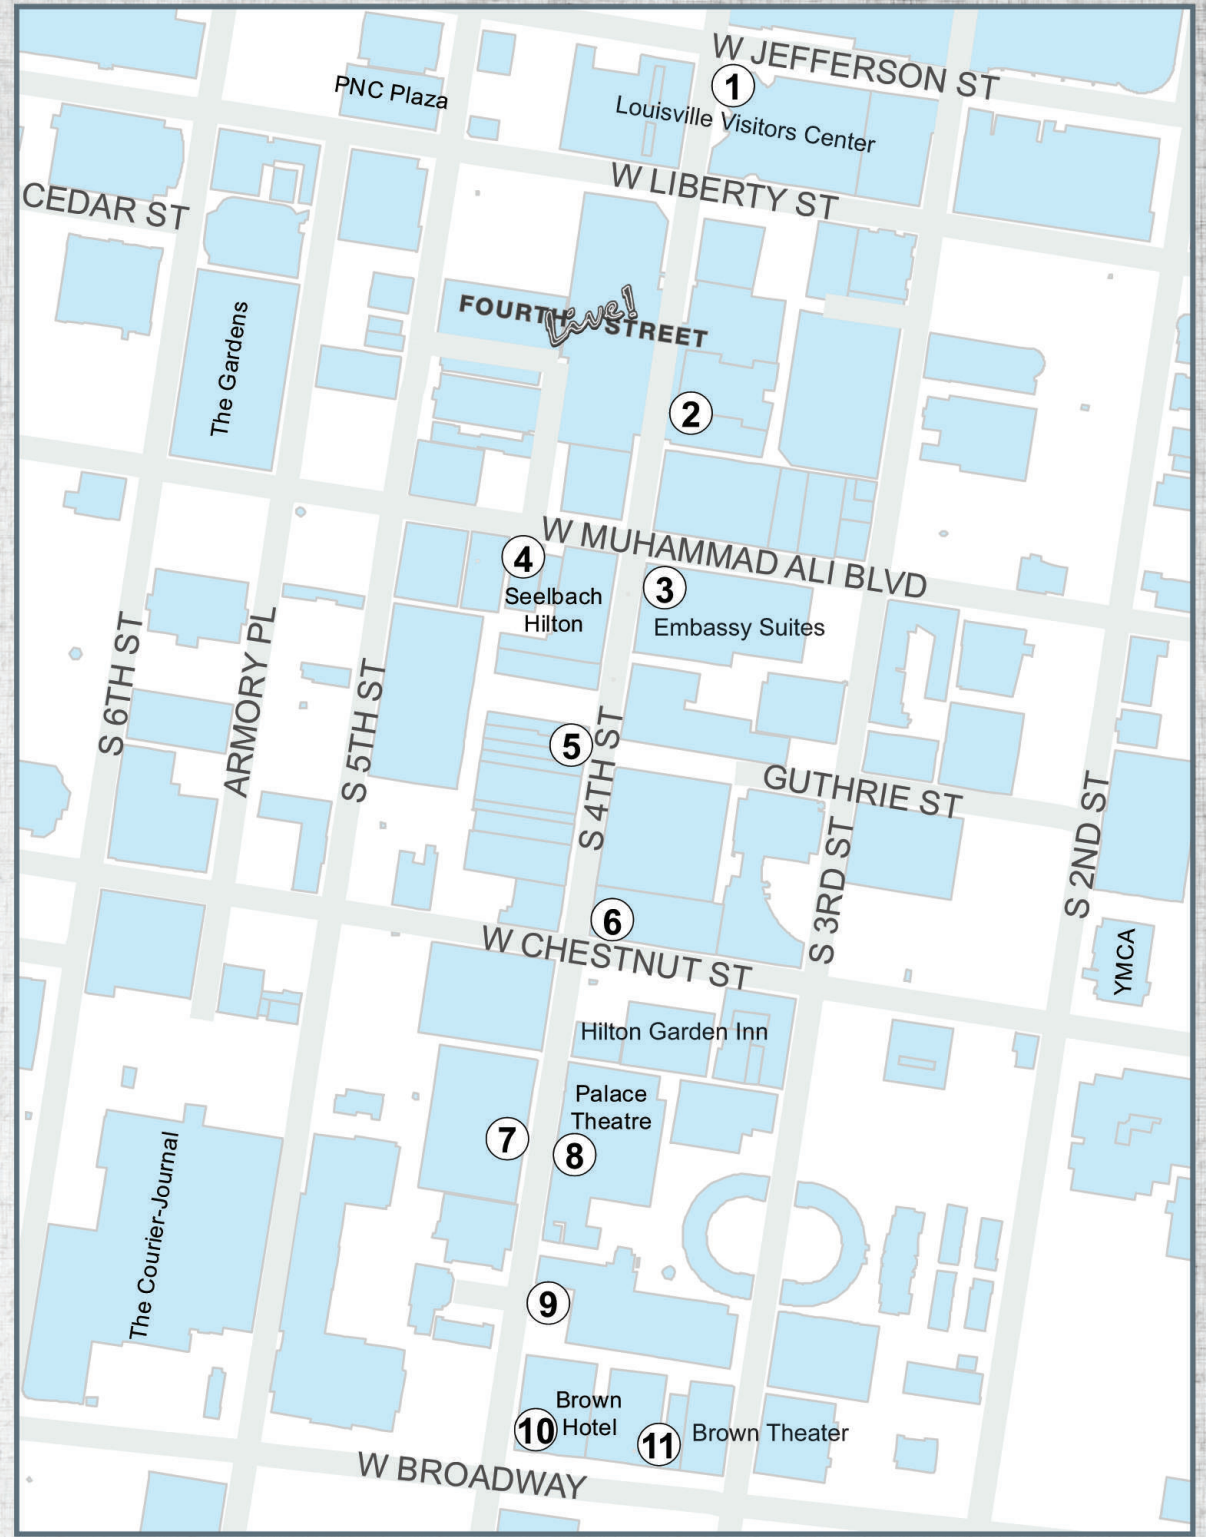 W JEFFERSON ST
1
PNC Plaza
Louisville Visitors Center
W LIBERTY ST
CEDAR ST
FOURTH Live! STREET
The Gardens
2
W MUHAMMAD ALI BLVD
4
Seelbach
Hilton
3
Embassy Suites
S 6TH ST
ARMORY PL
S 5TH ST
5
S 4TH ST
GUTHRIE ST
S 3RD ST
S 2ND ST
6
W CHESTNUT ST
YMCA
Hilton Garden Inn
Palace
Theatre
7
8
The Courier-Journal
9
Brown
Hotel
10
11
Brown Theater
W BROADWAY